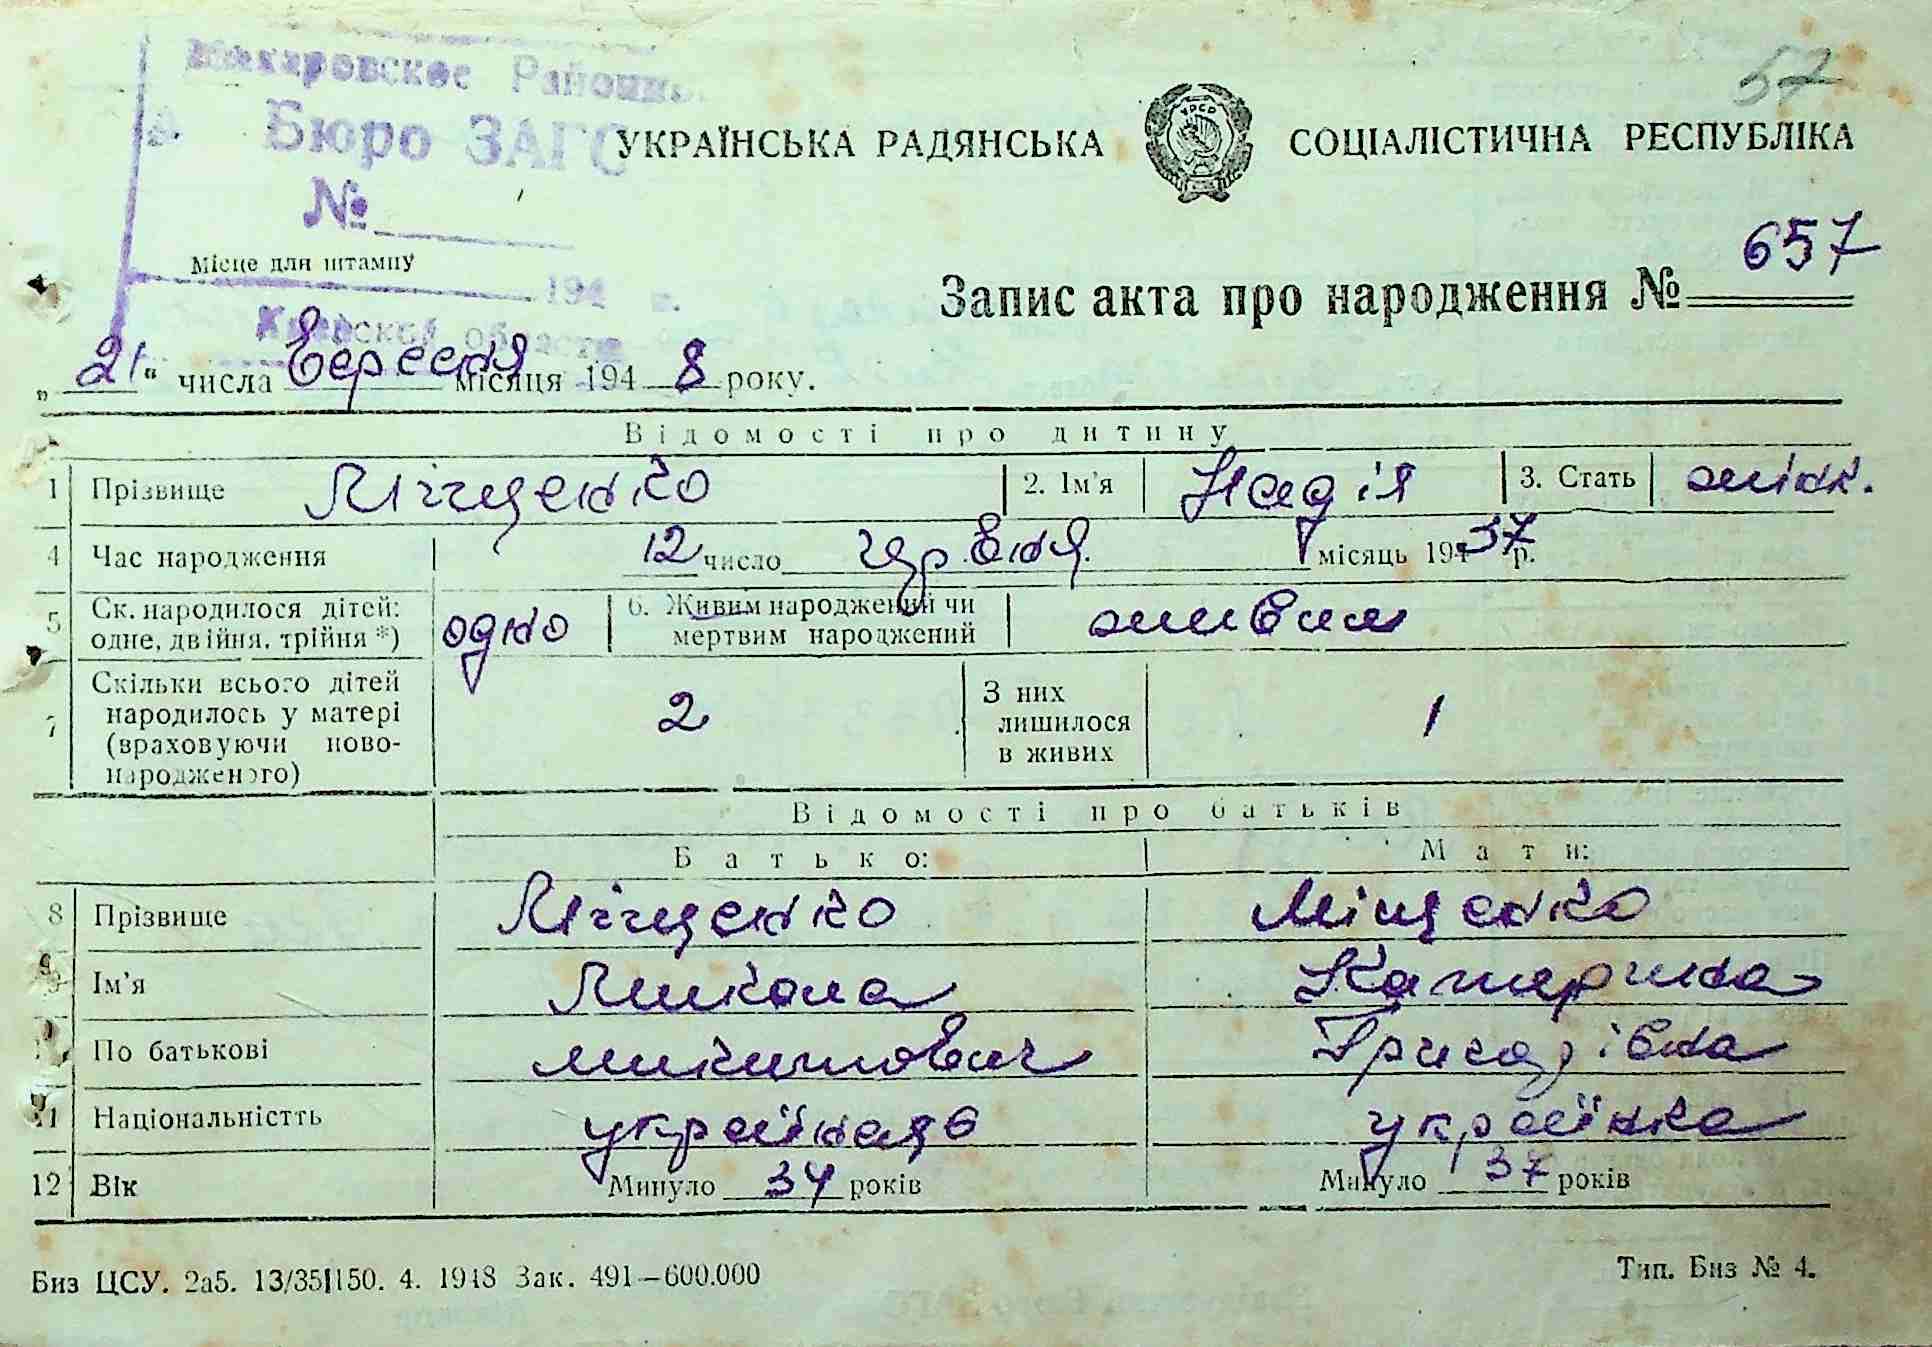 Макаровское Районн.
Бюро ЗАГС
№
57
УКРАЇНСЬКА РАДЯНСЬКА СОЦІАЛІСТИЧНА РЕСПУБЛІКА
Місце для штампу
194 г.
Киевской области
Запис акта про народження № 657
„21“ числа Вересня місяця 1948 року.
Відомості про дитину
1 Прізвище Міщенко 2. Ім'я Надія 3. Стать жінк.
4 Час народження 12 число червня місяць 1937 р.
5 Ск. народилося дітей: одно 6. Живим народжений чи живим
одне, двійня, трійня *) мертвим народжений
7 Скільки всього дітей 2 З них 1
народилось у матері лишилося
(враховуючи ново- в живих
народженого)
Відомості про батьків
Батько: Мати:
8 Прізвище Міщенко Міщенко
9 Ім'я Микола Катерина
По батькові микитович
11 Національністть українець українка
12 Вік Минуло 34 років Минуло 37 років
Биз ЦСУ. 2а5. 13/35|150. 4. 1948 Зак. 491—600.000 Тип. Биз № 4.